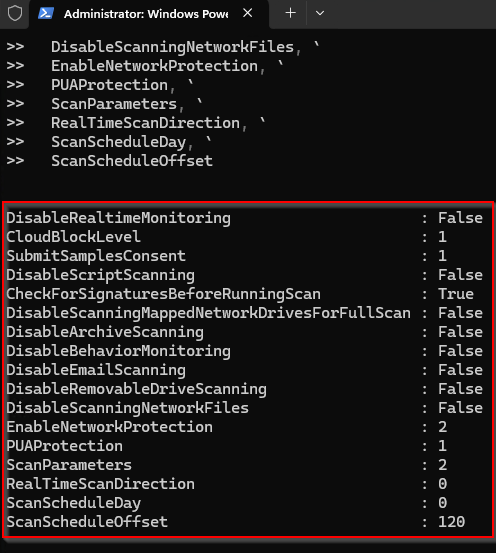 Administrator: Windows Powe
>>   DisableScanningNetworkFiles, `
>>   EnableNetworkProtection, `
>>   PUAProtection, `
>>   ScanParameters, `
>>   RealTimeScanDirection, `
>>   ScanScheduleDay, `
>>   ScanScheduleOffset
DisableRealtimeMonitoring                     : False
CloudBlockLevel                               : 1
SubmitSamplesConsent                          : 1
DisableScriptScanning                         : False
CheckForSignaturesBeforeRunningScan           : True
DisableScanningMappedNetworkDrivesForFullScan : False
DisableArchiveScanning                        : False
DisableBehaviorMonitoring                     : False
DisableEmailScanning                          : False
DisableRemovableDriveScanning                 : False
DisableScanningNetworkFiles                   : False
EnableNetworkProtection                       : 2
PUAProtection                                 : 1
ScanParameters                                : 2
RealTimeScanDirection                         : 0
ScanScheduleDay                               : 0
ScanScheduleOffset                            : 120